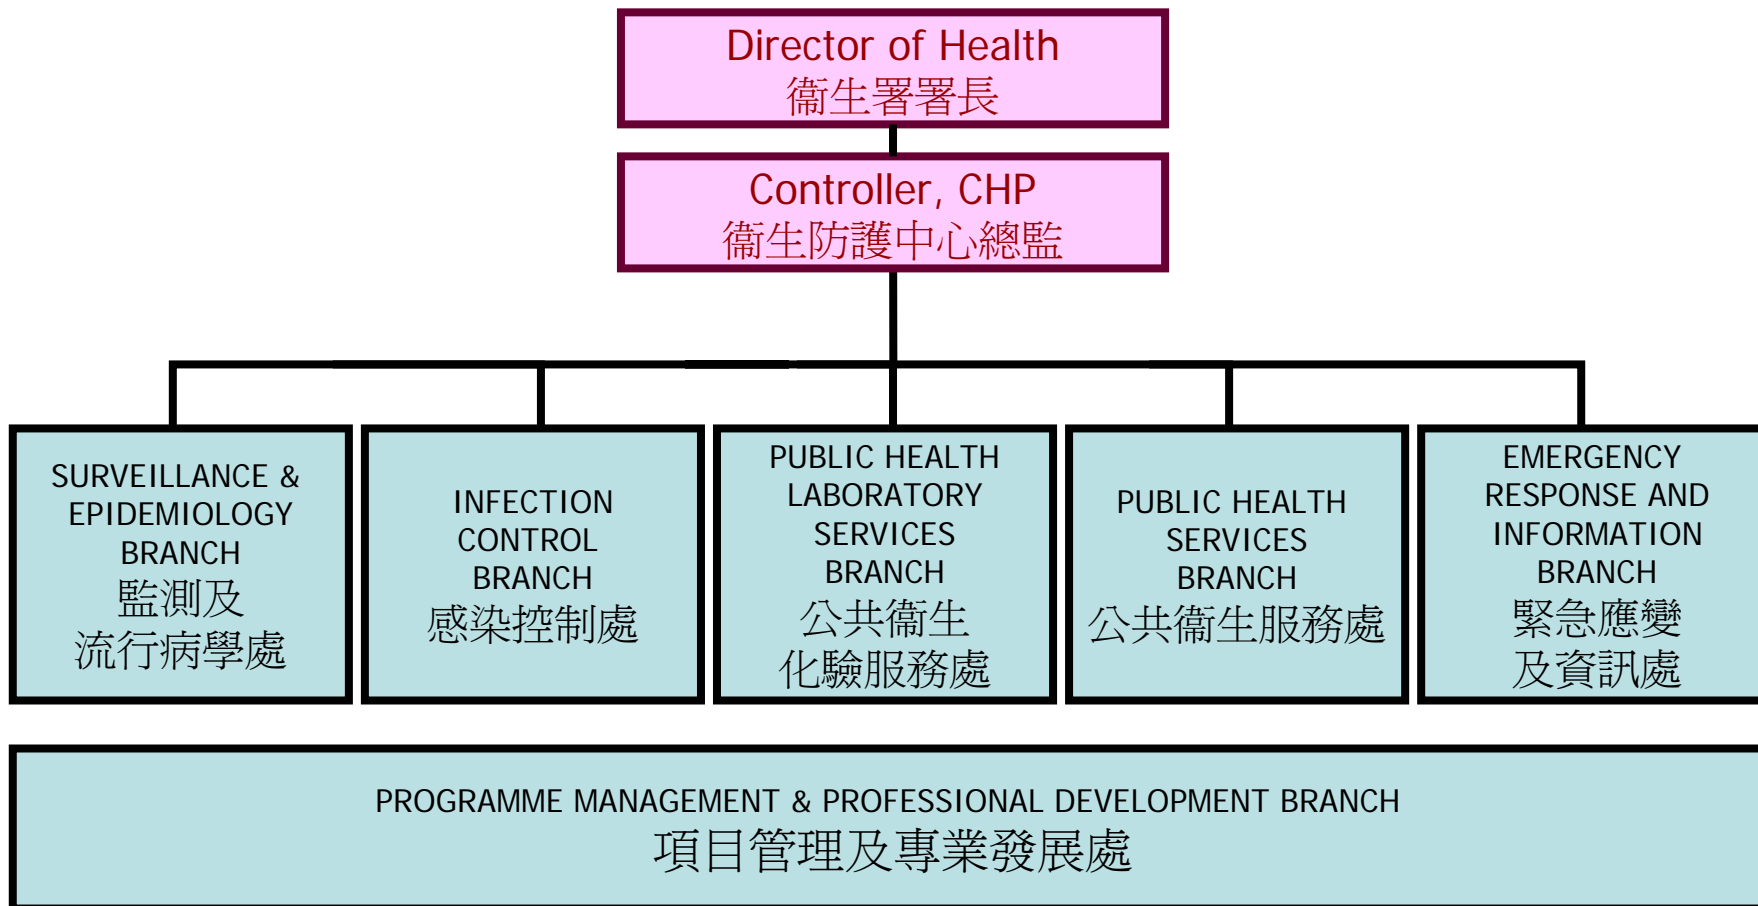 Director of Health
衞生署署長
Controller, CHP
衞生防護中心總監
SURVEILLANCE &
EPIDEMIOLOGY
BRANCH
監測及
流行病學處
INFECTION
CONTROL
BRANCH
感染控制處
PUBLIC HEALTH
LABORATORY
SERVICES
BRANCH
公共衞生
化驗服務處
PUBLIC HEALTH
SERVICES
BRANCH
公共衞生服務處
EMERGENCY
RESPONSE AND
INFORMATION
BRANCH
緊急應變
及資訊處
PROGRAMME MANAGEMENT & PROFESSIONAL DEVELOPMENT BRANCH
項目管理及專業發展處